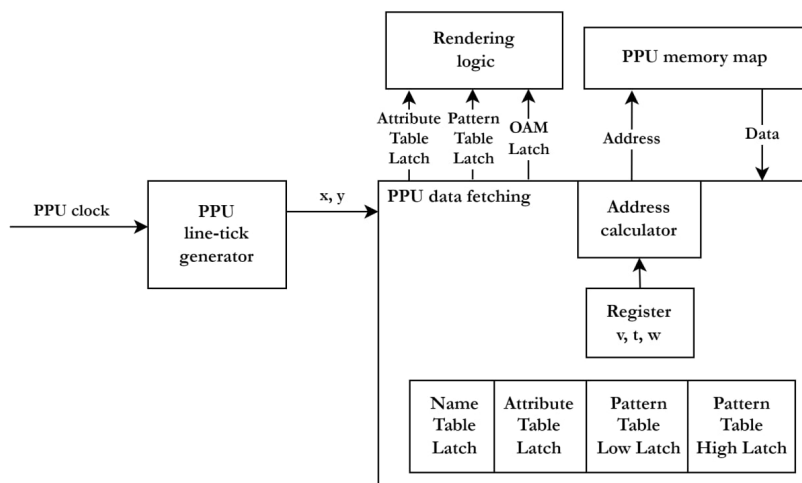 Rendering
logic
PPU memory map
Attribute
Table
Latch
Pattern
Table
Latch
OAM
Latch
Address
Data
PPU clock
PPU
line-tick
generator
x, y
PPU data fetching
Address
calculator
Register
v, t, w
Name
Table
Latch
Attribute
Table
Latch
Pattern
Table
Low Latch
Pattern
Table
High Latch